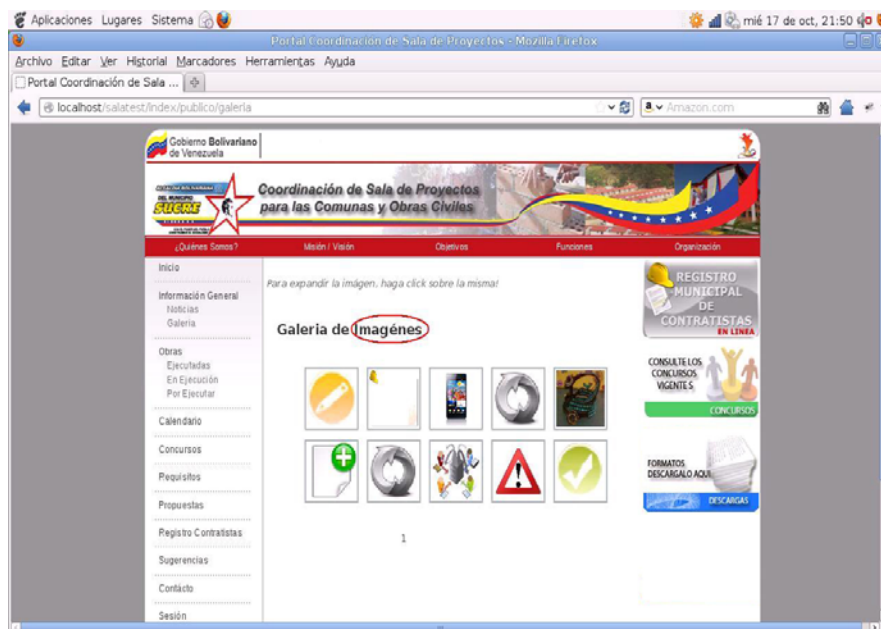 Aplicaciones Lugares Sistema
mié 17 de oct, 21:50
Portal Coordinación de Sala de Proyectos - Mozilla Firefox
Archivo Editar Ver Historial Marcadores Herramientas Ayuda
Portal Coordinación de Sala ...
localhost/salatest/index/publico/galeria
Amazon.com
Gobierno Bolivariano
de Venezuela
DEL MUNICIPIO
SUCRE
Coordinación de Sala de Proyectos
para las Comunas y Obras Civiles
¿Quiénes Somos? Misión / Visión Objetivos Funciones Organización
Inicio
Información General
Noticias
Galeria
Obras
Ejecutadas
En Ejecución
Por Ejecutar
Calendario
Concursos
Requisitos
Propuestas
Registro Contratistas
Sugerencias
Contácto
Sesión
Para expandir la imágen, haga click sobre la misma!
Galeria de Imagénes
1
REGISTRO
MUNICIPAL
DE
CONTRATISTAS
EN LINEA
CONSULTE LOS
CONCURSOS
VIGENTES
CONCURSOS
FORMATOS
DESCARGALO AQUI
DESCARGAS